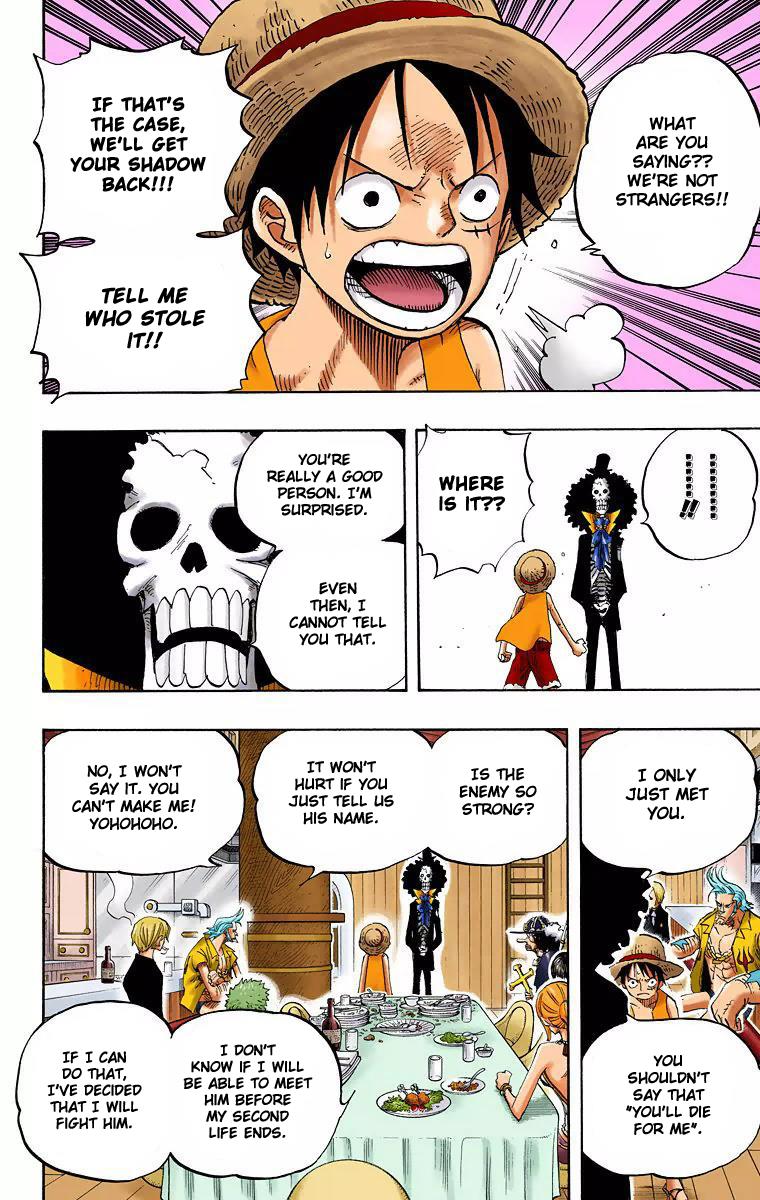 WHAT
ARE YOU
SAYING??
WE'RE NOT
STRANGERS!!
IF THAT'S
THE CASE,
WE'LL GET
YOUR SHADOW
BACK!!!
TELL ME
WHO STOLE
IT!!
!!
WHERE
IS IT??
YOU'RE
REALLY A GOOD
PERSON. I'M
SURPRISED.
EVEN
THEN, I
CANNOT TELL
YOU THAT.
I ONLY
JUST MET
YOU.
YOU
SHOULDN'T
SAY THAT
"YOU'LL DIE
FOR ME".
IS THE
ENEMY SO
STRONG?
IT WON'T
HURT IF YOU
JUST TELL US
HIS NAME.
NO, I WON'T
SAY IT. YOU
CAN'T MAKE ME!
YOHOHOHO.
I DON'T
KNOW IF I WILL
BE ABLE TO MEET
HIM BEFORE
MY SECOND
LIFE ENDS.
IF I CAN
DO THAT,
I'VE DECIDED
THAT I WILL
FIGHT HIM.